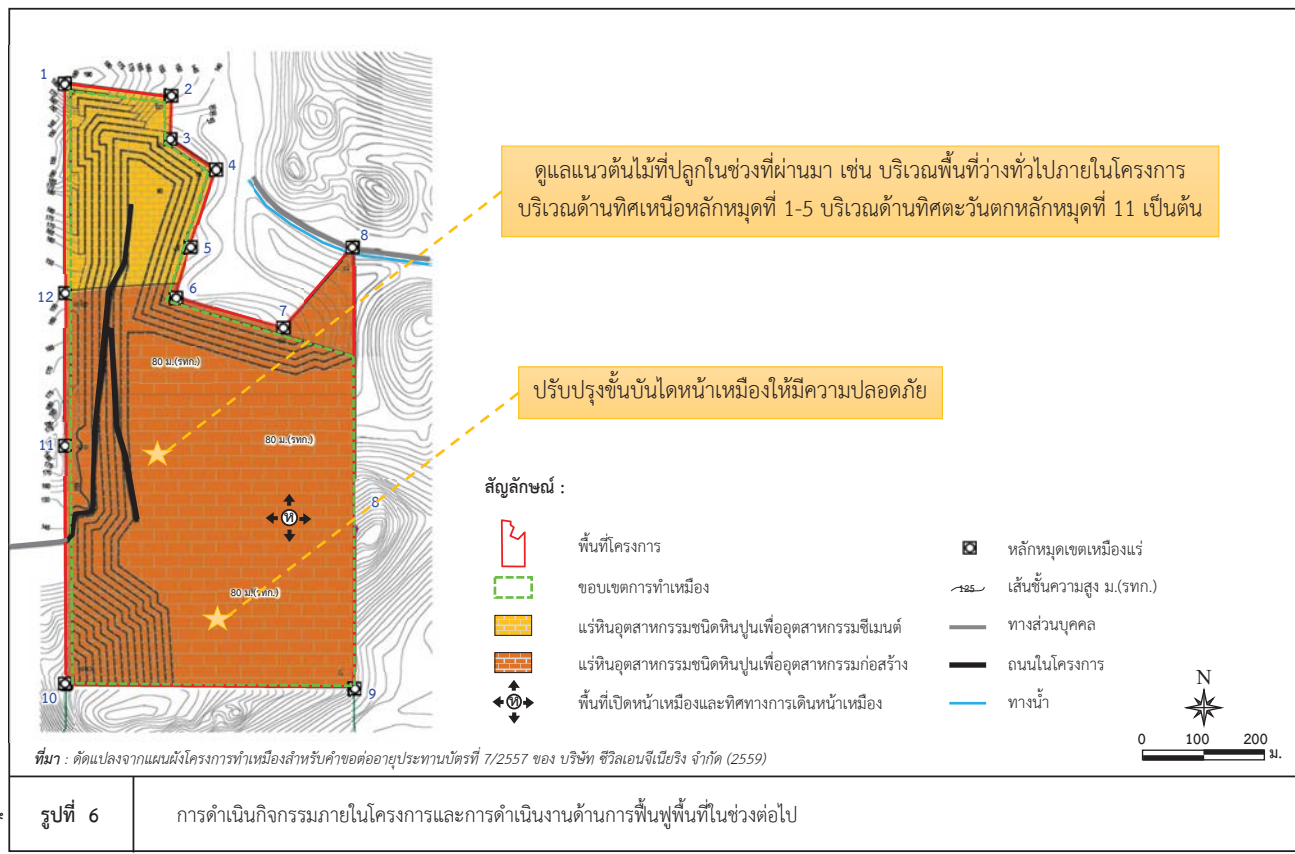 1
2
3
4
5
6
7
8
12
11
10
9
8
80 ม.(รทก.)
80 ม.(รทก.)
80 ม.(รทก.)
ห
ดูแลแนวต้นไม้ที่ปลูกในช่วงที่ผ่านมา เช่น บริเวณพื้นที่ว่างทั่วไปภายในโครงการ
บริเวณด้านทิศเหนือหลักหมุดที่ 1-5 บริเวณด้านทิศตะวันตกหลักหมุดที่ 11 เป็นต้น
ปรับปรุงขั้นบันไดหน้าเหมืองให้มีความปลอดภัย
สัญลักษณ์ :
พื้นที่โครงการ
ขอบเขตการทำเหมือง
แร่หินอุตสาหกรรมชนิดหินปูนเพื่ออุตสาหกรรมซีเมนต์
แร่หินอุตสาหกรรมชนิดหินปูนเพื่ออุตสาหกรรมก่อสร้าง
ห
พื้นที่เปิดหน้าเหมืองและทิศทางการเดินหน้าเหมือง
หลักหมุดเขตเหมืองแร่
125
เส้นชั้นความสูง ม.(รทก.)
ทางส่วนบุคคล
ถนนในโครงการ
ทางน้ำ
N
0 100 200
ม.
ที่มา : ดัดแปลงจากแผนผังโครงการทำเหมืองสำหรับคำขอต่ออายุประทานบัตรที่ 7/2557 ของ บริษัท ซีวิลเอนจีเนียริง จำกัด (2559)
รูปที่ 6
การดำเนินกิจกรรมภายในโครงการและการดำเนินงานด้านการฟื้นฟูพื้นที่ในช่วงต่อไป